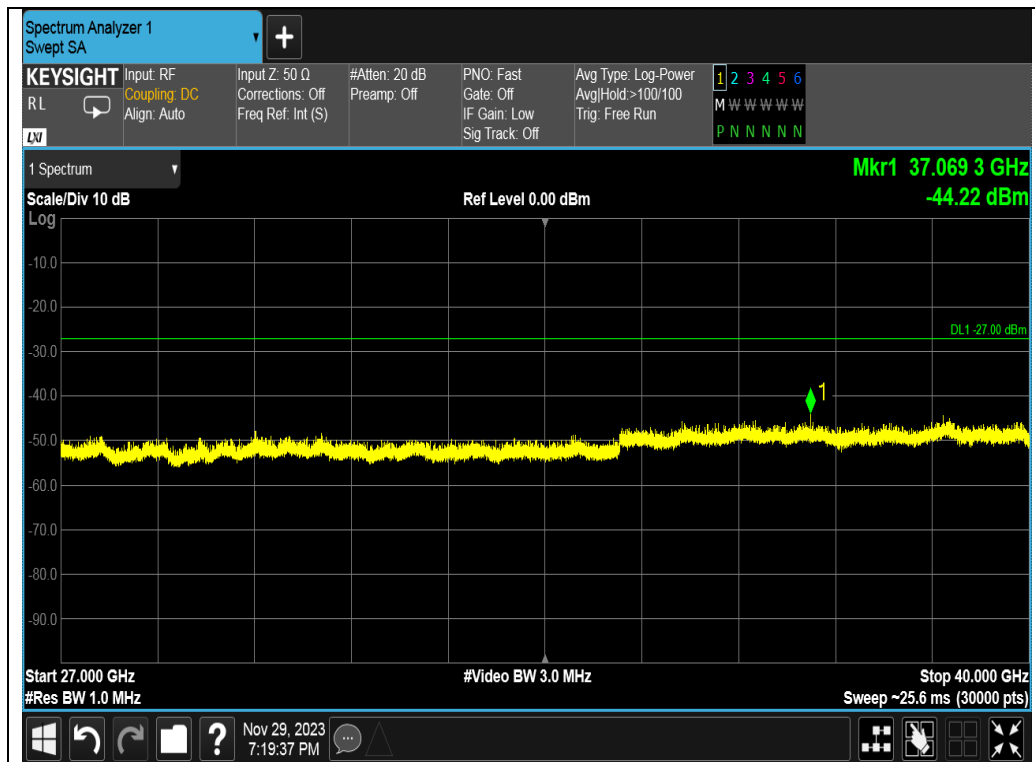 Spectrum Analyzer 1
Swept SA
+
KEYSIGHT
RL
LXI
Input: RF
Coupling: DC
Align: Auto
Input Z: 50 Ω
Corrections: Off
Freq Ref: Int (S)
#Atten: 20 dB
Preamp: Off
PNO: Fast
Gate: Off
IF Gain: Low
Sig Track: Off
Avg Type: Log-Power
Avg|Hold:>100/100
Trig: Free Run
1 2 3 4 5 6
M W W W W W
P N N N N N
1 Spectrum
Mkr1 37.069 3 GHz
-44.22 dBm
Scale/Div 10 dB
Ref Level 0.00 dBm
Log
-10.0
-20.0
DL1 -27.00 dBm
-30.0
-40.0
1
-50.0
-60.0
-70.0
-80.0
-90.0
Start 27.000 GHz
#Video BW 3.0 MHz
Stop 40.000 GHz
#Res BW 1.0 MHz
Sweep ~25.6 ms (30000 pts)
?
Nov 29, 2023
7:19:37 PM